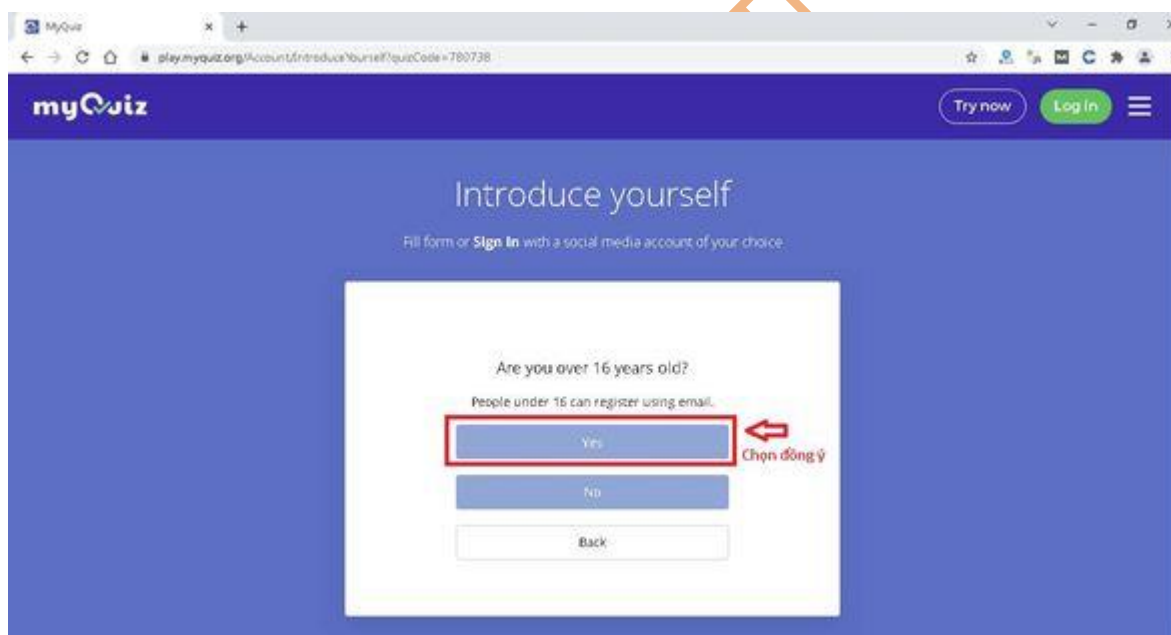 MyQuiz
play.myquiz.org/Account/IntroduceYourself?quizCode=780738
myQuiz
Try now
Log in
Introduce yourself
Fill form or Sign In with a social media account of your choice
Are you over 16 years old?
People under 16 can register using email.
Yes
Chọn đồng ý
No
Back